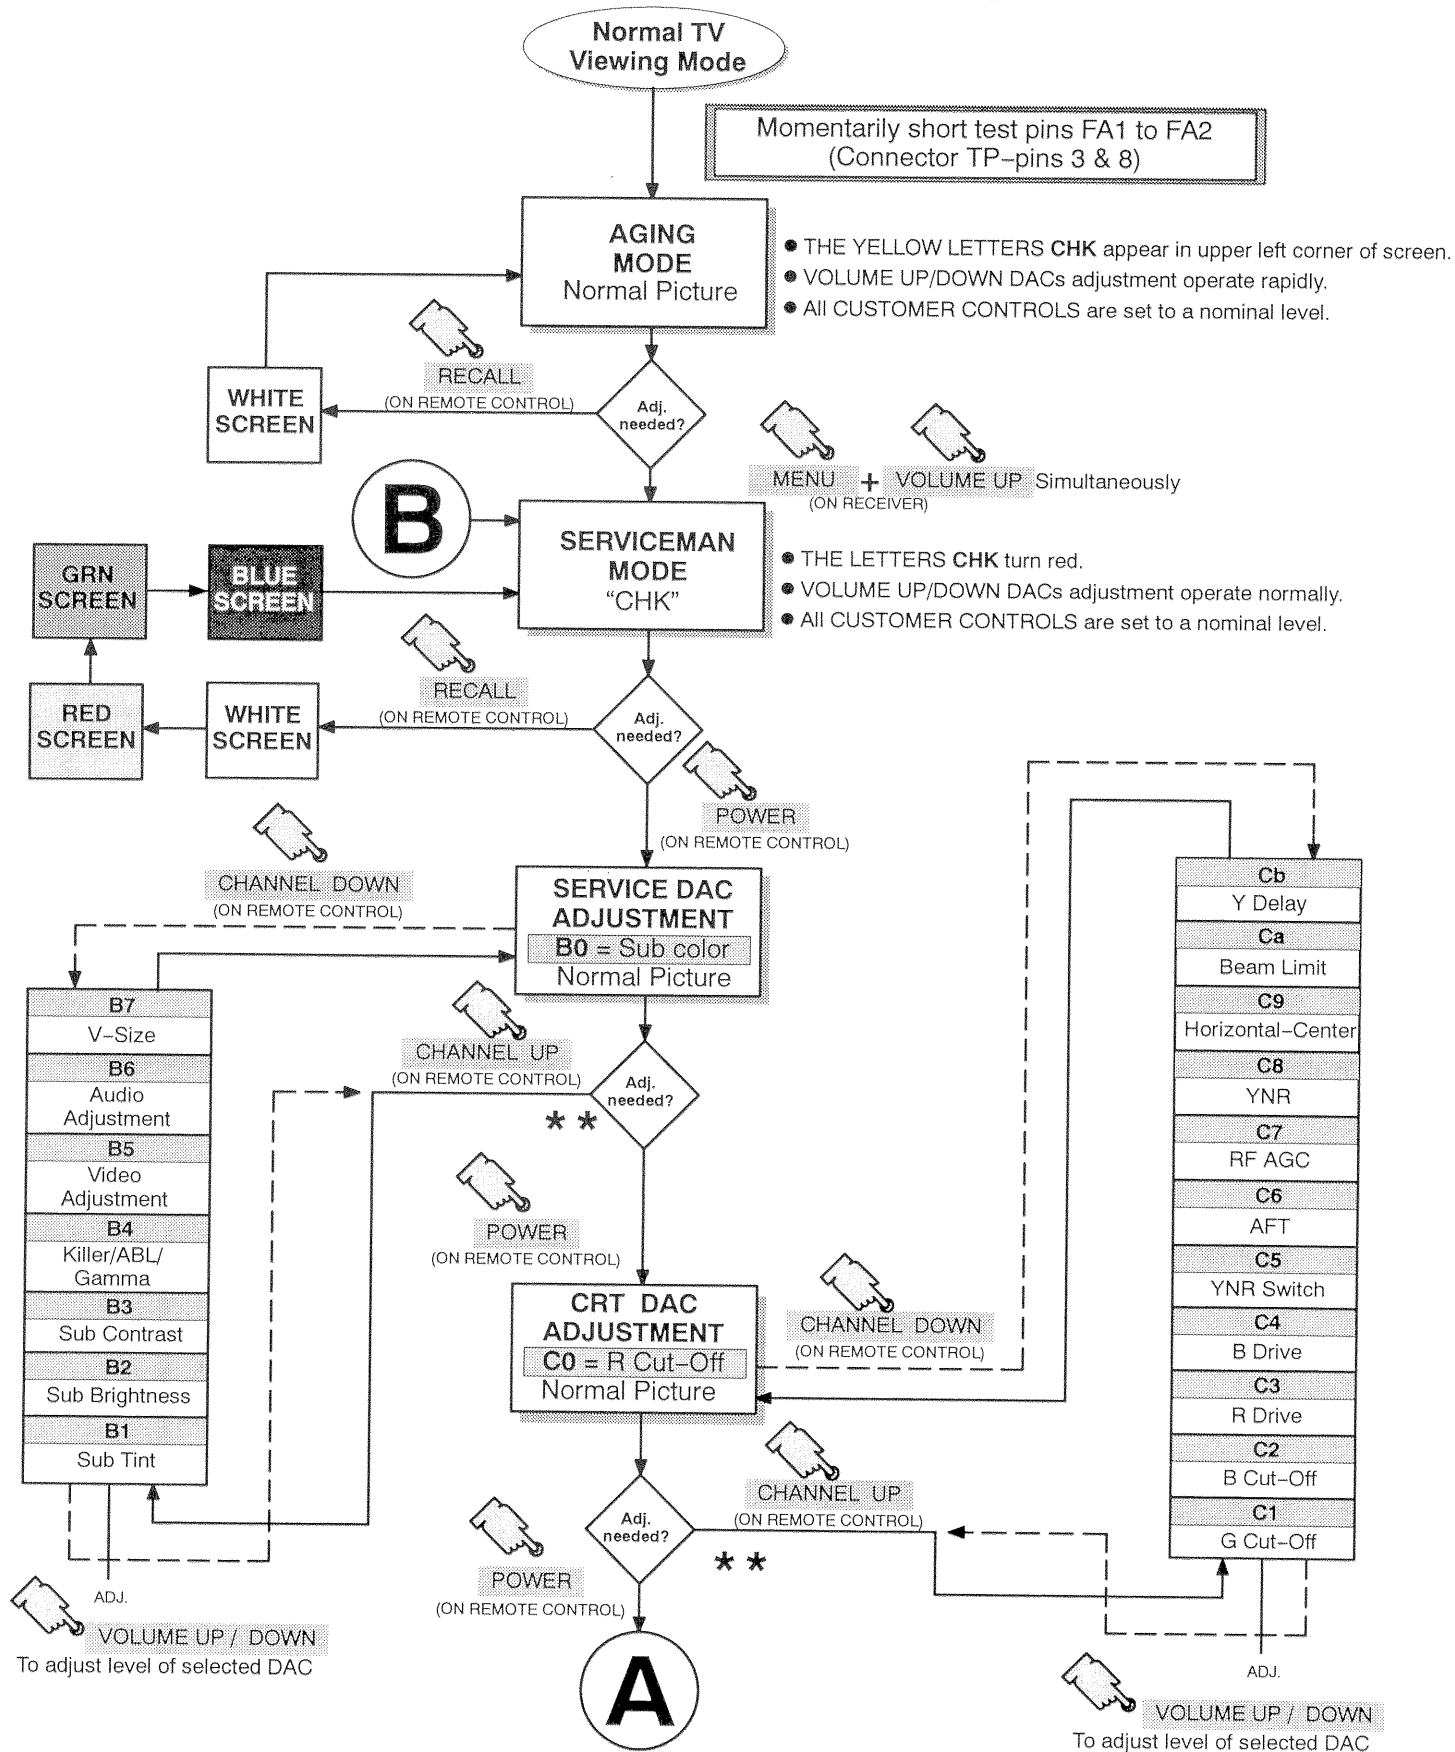 Normal TV
Viewing Mode
Momentarily short test pins FA1 to FA2
(Connector TP–pins 3 & 8)
AGING
MODE
Normal Picture
● THE YELLOW LETTERS CHK appear in upper left corner of screen.
● VOLUME UP/DOWN DACs adjustment operate rapidly.
● All CUSTOMER CONTROLS are set to a nominal level.
RECALL
(ON REMOTE CONTROL)
WHITE
SCREEN
Adj.
needed?
MENU + VOLUME UP Simultaneously
(ON RECEIVER)
B
SERVICEMAN
MODE
“CHK”
● THE LETTERS CHK turn red.
● VOLUME UP/DOWN DACs adjustment operate normally.
● All CUSTOMER CONTROLS are set to a nominal level.
GRN
SCREEN
BLUE
SCREEN
RED
SCREEN
WHITE
SCREEN
RECALL
(ON REMOTE CONTROL)
Adj.
needed?
POWER
(ON REMOTE CONTROL)
CHANNEL DOWN
(ON REMOTE CONTROL)
SERVICE DAC
ADJUSTMENT
B0 = Sub color
Normal Picture
B7
V–Size
B6
Audio
Adjustment
B5
Video
Adjustment
B4
Killer/ABL/
Gamma
B3
Sub Contrast
B2
Sub Brightness
B1
Sub Tint
ADJ.
VOLUME UP / DOWN
To adjust level of selected DAC
CHANNEL UP
(ON REMOTE CONTROL)
Adj.
needed?
* *
POWER
(ON REMOTE CONTROL)
CRT DAC
ADJUSTMENT
C0 = R Cut–Off
Normal Picture
CHANNEL DOWN
(ON REMOTE CONTROL)
CHANNEL UP
(ON REMOTE CONTROL)
Adj.
needed?
* *
POWER
(ON REMOTE CONTROL)
A
Cb
Y Delay
Ca
Beam Limit
C9
Horizontal–Center
C8
YNR
C7
RF AGC
C6
AFT
C5
YNR Switch
C4
B Drive
C3
R Drive
C2
B Cut–Off
C1
G Cut–Off
ADJ.
VOLUME UP / DOWN
To adjust level of selected DAC